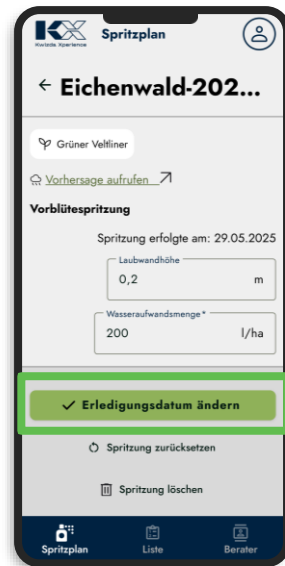 KX
Kwizda Xperience
Spritzplan
← Eichenwald-202...
Grüner Veltliner
Vorhersage aufrufen
Vorblütespritzung
Spritzung erfolgte am: 29.05.2025
Laubwandhöhe
0,2 m
Wasseraufwandsmenge*
200 l/ha
Erledigungsdatum ändern
Spritzung zurücksetzen
Spritzung löschen
Spritzplan Liste Berater